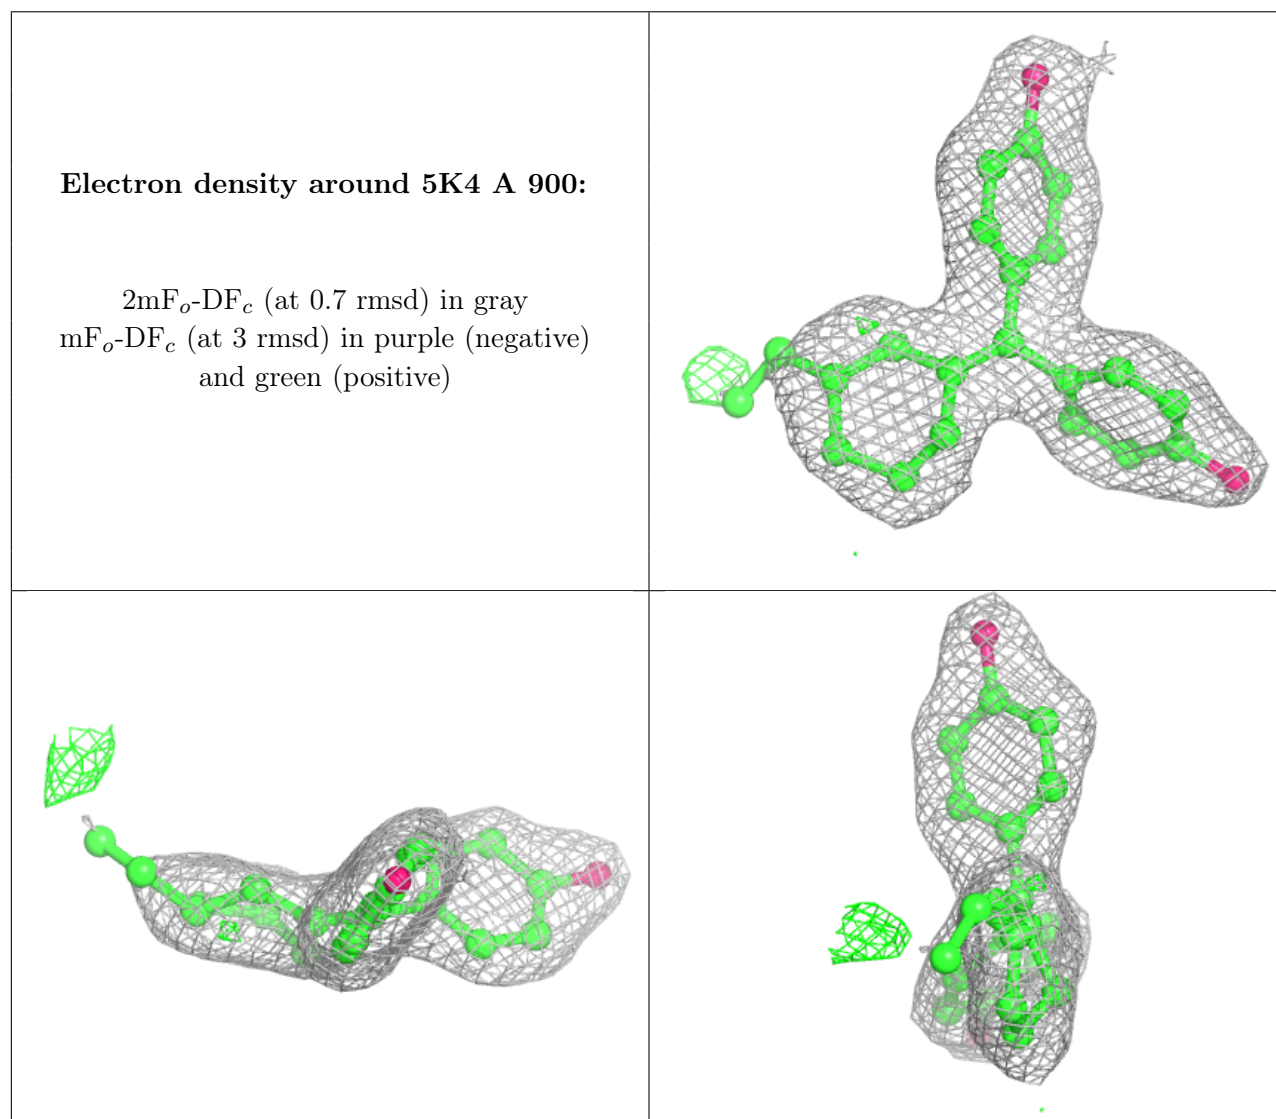 Electron density around 5K4 A 900:
2mFo-DFc (at 0.7 rmsd) in gray
mFo-DFc (at 3 rmsd) in purple (negative)
and green (positive)